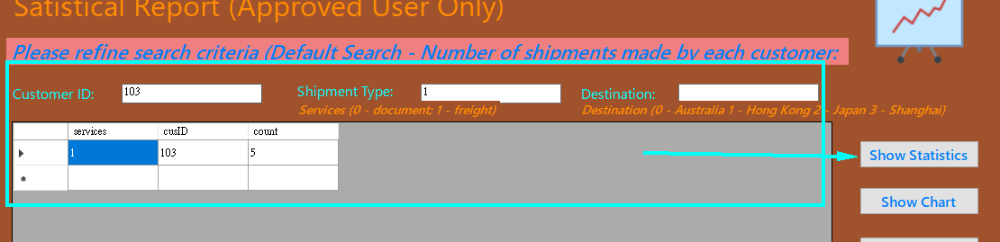 Satistical Report (Approved User Only)
Please refine search criteria (Default Search - Number of shipments made by each customer:
Customer ID: 103 Shipment Type: 1 Destination:
Services (0 - document; 1 - freight) Destination (0 - Australia 1 - Hong Kong 2 - Japan 3 - Shanghai)
services cusID count
1 103 5
Show Statistics
Show Chart